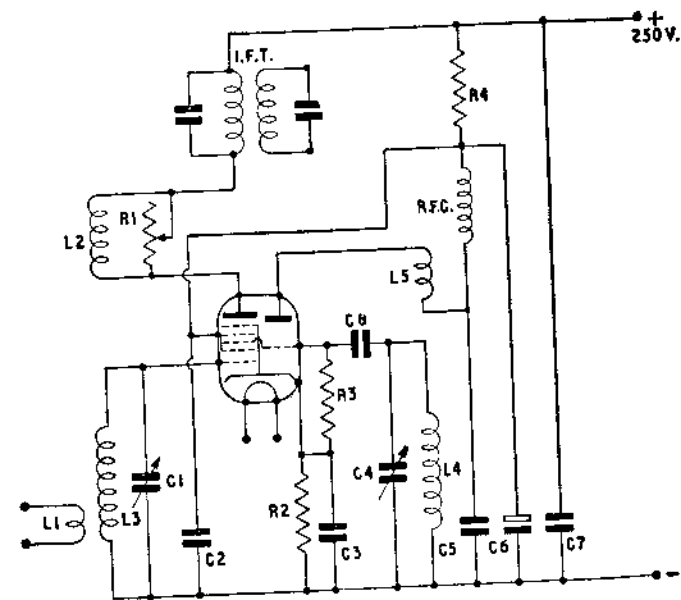 +
250V.
I.F.T.
R4
R1
R.F.C.
L2
L5
C8
R3
C1
C4
L4
L1
L3
R2
C2
C3
C5
C6
C7
-